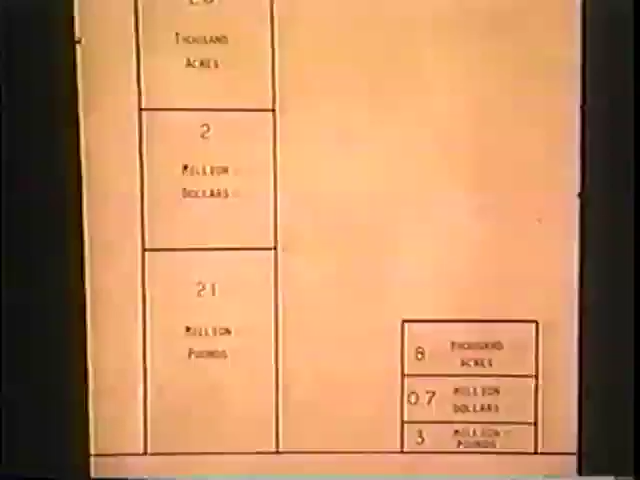 THOUSAND
ACRES
2
MILLION
DOLLARS
21
MILLION
POUNDS
8 THOUSAND
ACRES
0.7 MILLION
DOLLARS
3 MILLION
POUNDS